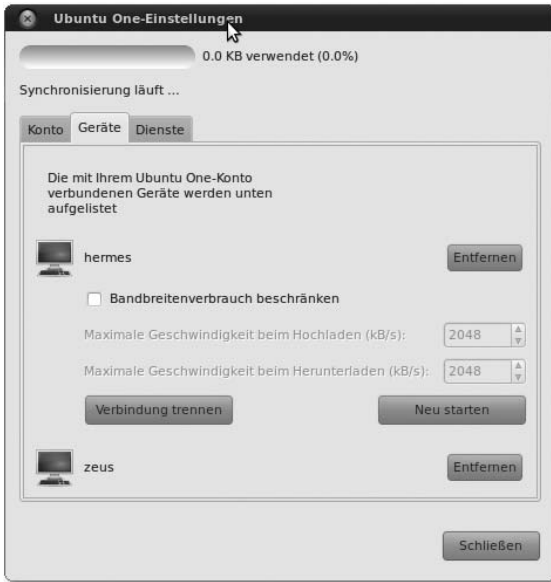 Ubuntu One-Einstellungen
0.0 KB verwendet (0.0%)
Synchronisierung läuft ...
Konto Geräte Dienste
Die mit Ihrem Ubuntu One-Konto
verbundenen Geräte werden unten
aufgelistet
hermes Entfernen
Bandbreitenverbrauch beschränken
Maximale Geschwindigkeit beim Hochladen (kB/s): 2048
Maximale Geschwindigkeit beim Herunterladen (kB/s): 2048
Verbindung trennen Neu starten
zeus Entfernen
Schließen